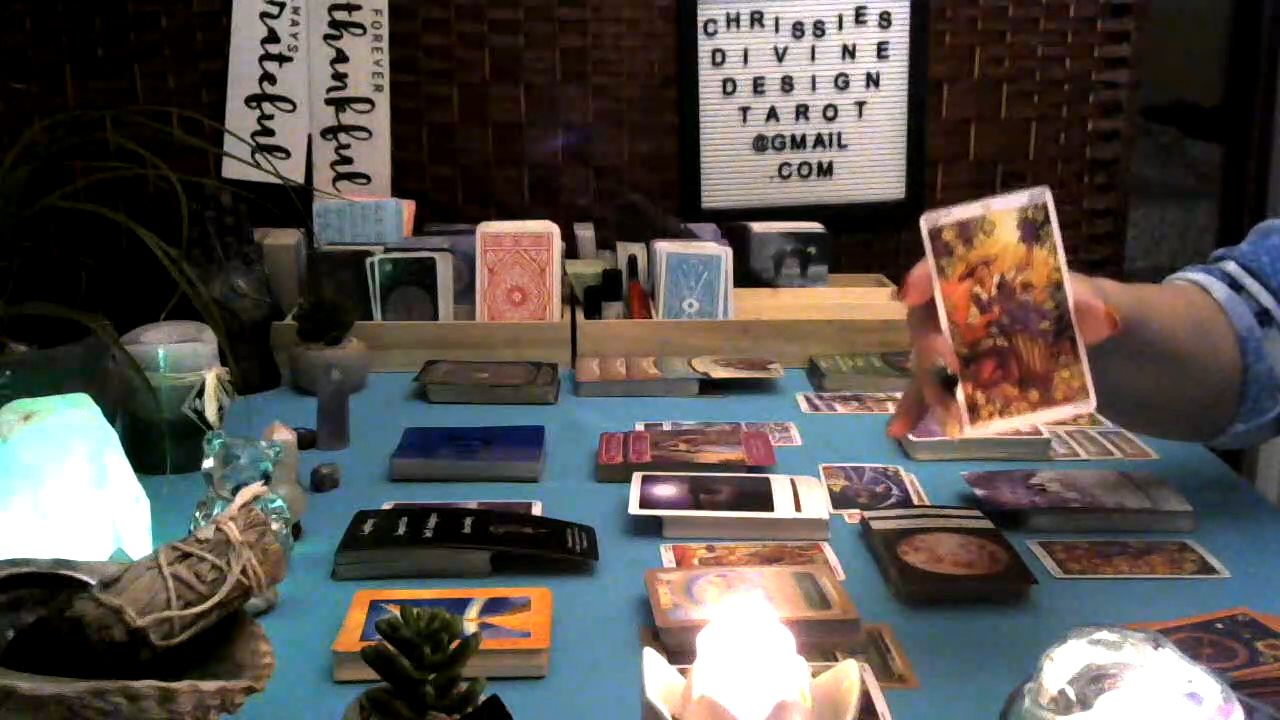 ALWAYS
grateful
FOREVER
thankful
CHRISSIES
DIVINE
DESIGN
TAROT
@GMAIL
.COM